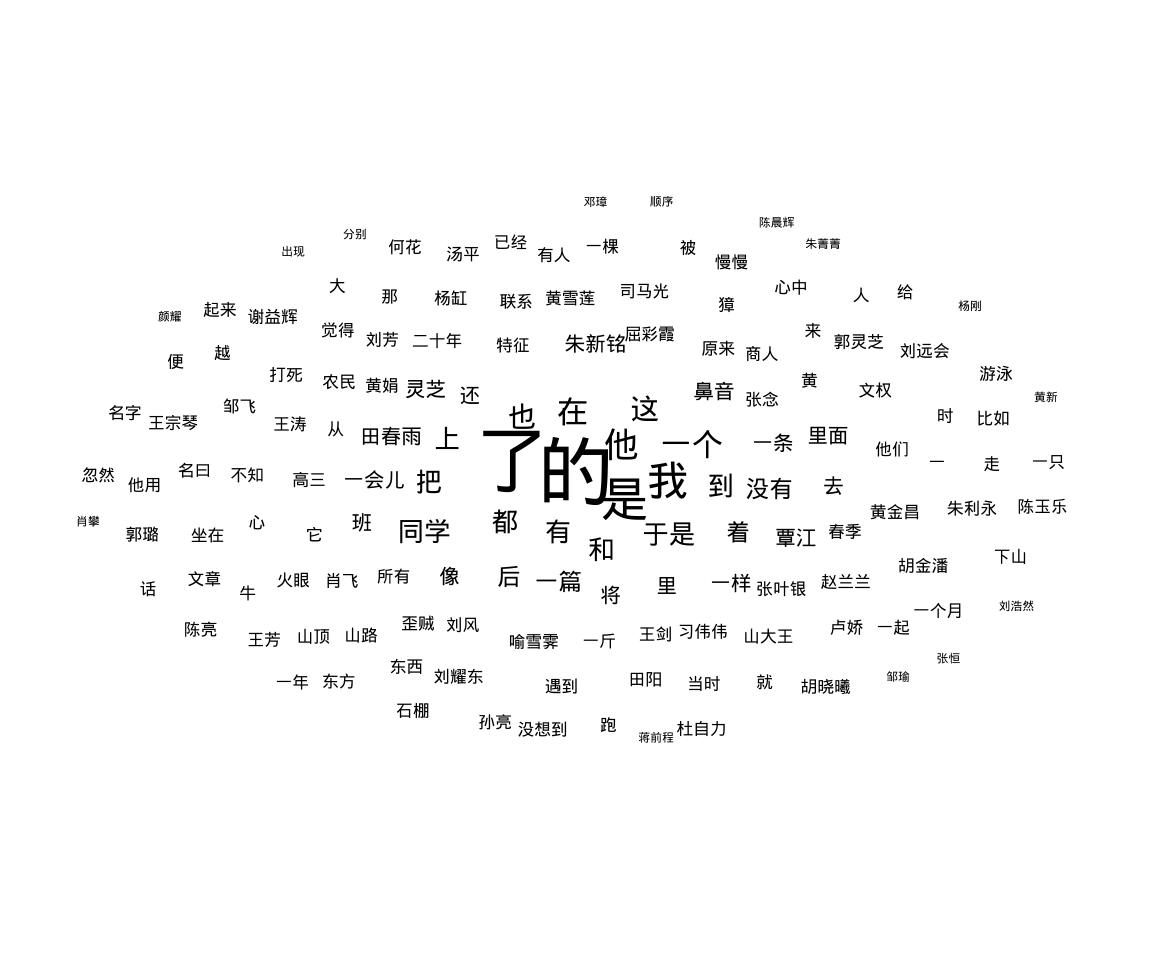 邓璋 顺序
陈晨辉
分别 朱菁菁
出现 何花 汤平 已经 有人 一棵 被 慢慢
大 那 杨缸 联系 黄雪莲 司马光 獐 心中 人 给
颜耀 起来 谢益辉 杨刚
觉得 刘芳 二十年 特征 朱新铭 屈彩霞 原来 商人 来 郭灵芝 刘远会
便 越
打死 农民 黄娟 灵芝 还 鼻音 张念 黄 文权 游泳
黄新
名字 王宗琴 邹飞 王涛 从 也 在 这 时 比如
田春雨 上 了 的 他 一个 一条 里面 他们
忽然 他用 名曰 不知 高三 一会儿 把 是 我 到 没有 去 一 走 一只
肖攀 郭璐 坐在 心 它 班 同学 都 有 和 于是 着 覃江 春季 黄金昌 朱利永 陈玉乐
话 文章 牛 火眼 肖飞 所有 像 后 一篇 将 里 一样 张叶银 赵兰兰 胡金潘 下山
一个月 刘浩然
陈亮 王芳 山顶 山路 歪贼 刘风 喻雪霁 一斤 王剑 习伟伟 山大王 卢娇 一起
张恒
一年 东方 东西 刘耀东 遇到 田阳 当时 就 胡晓曦 邹瑜
石棚 孙亮 没想到 跑 蒋前程 杜自力